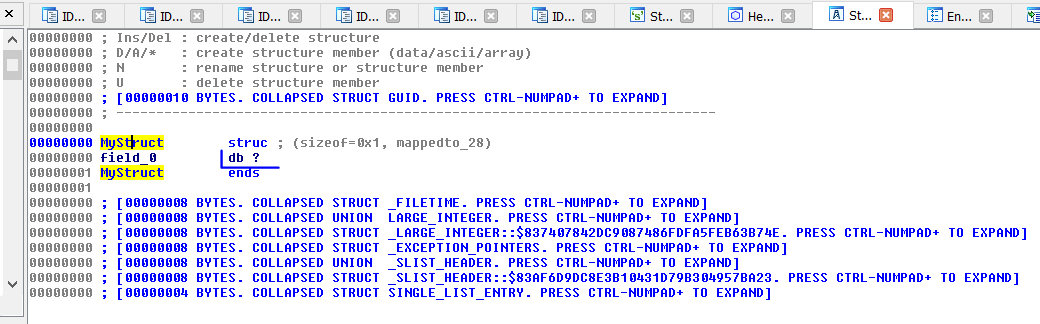 ID... ID... ID... ID... ID... ID... St... He... St... En...
00000000 ; Ins/Del : create/delete structure
00000000 ; D/A/* : create structure member (data/ascii/array)
00000000 ; N : rename structure or structure member
00000000 ; U : delete structure member
00000000 ; [00000010 BYTES. COLLAPSED STRUCT GUID. PRESS CTRL-NUMPAD+ TO EXPAND]
00000000 ; ---------------------------------------------------------------------------
00000000
00000000 MyStruct struc ; (sizeof=0x1, mappedto_28)
00000000 field_0 db ?
00000001 MyStruct ends
00000001
00000000 ; [00000008 BYTES. COLLAPSED STRUCT _FILETIME. PRESS CTRL-NUMPAD+ TO EXPAND]
00000000 ; [00000008 BYTES. COLLAPSED UNION LARGE_INTEGER. PRESS CTRL-NUMPAD+ TO EXPAND]
00000000 ; [00000008 BYTES. COLLAPSED STRUCT _LARGE_INTEGER::$837407842DC9087486FDFA5FEB63B74E. PRESS CTRL-NUMPAD+ TO EXPAND]
00000000 ; [00000008 BYTES. COLLAPSED STRUCT _EXCEPTION_POINTERS. PRESS CTRL-NUMPAD+ TO EXPAND]
00000000 ; [00000008 BYTES. COLLAPSED UNION _SLIST_HEADER. PRESS CTRL-NUMPAD+ TO EXPAND]
00000000 ; [00000008 BYTES. COLLAPSED STRUCT _SLIST_HEADER::$83AF6D9DC8E3B10431D79B304957BA23. PRESS CTRL-NUMPAD+ TO EXPAND]
00000000 ; [00000004 BYTES. COLLAPSED STRUCT SINGLE_LIST_ENTRY. PRESS CTRL-NUMPAD+ TO EXPAND]